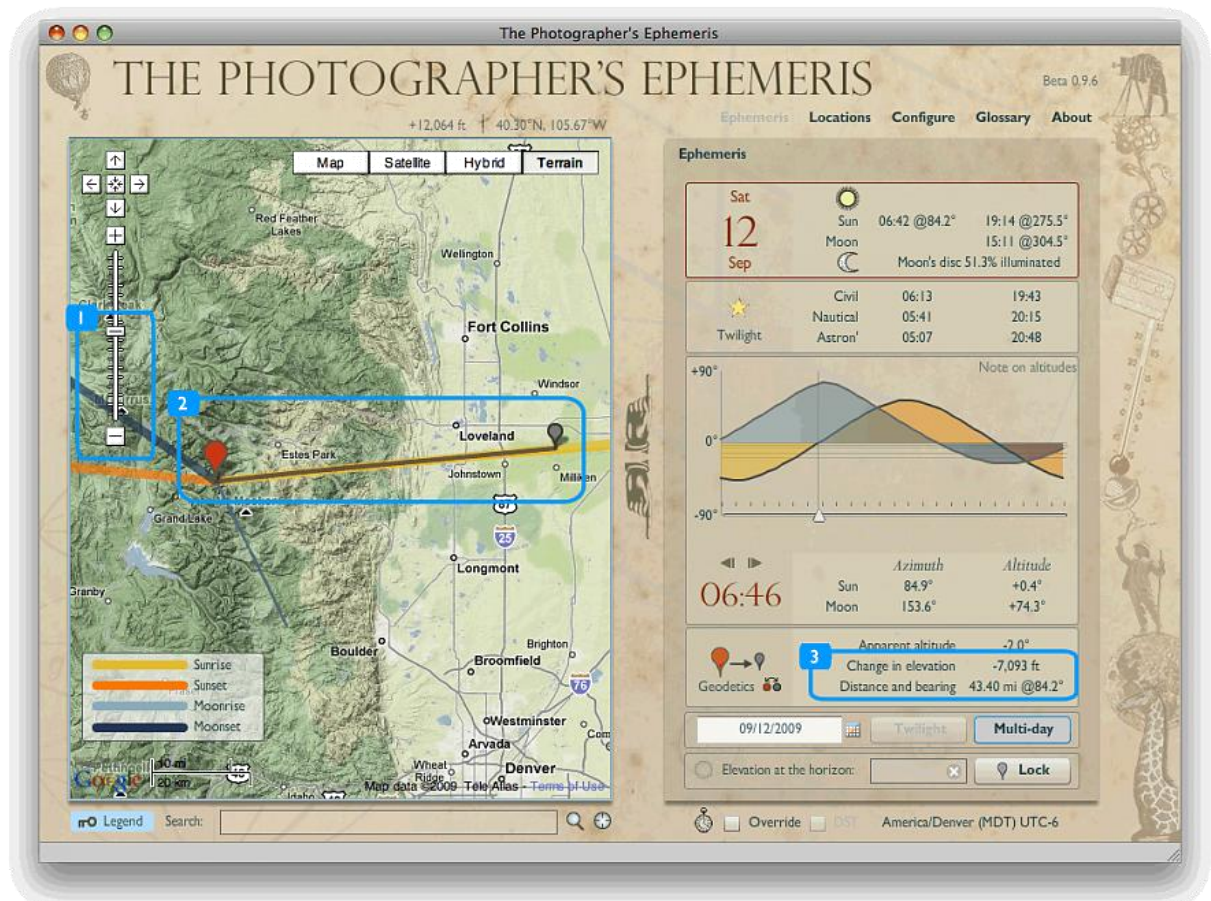 The Photographer's Ephemeris
THE PHOTOGRAPHER'S EPHEMERIS
Beta 0.9.6
Ephemeris Locations Configure Glossary About
+12,064 ft 40.30°N, 105.67°W
Map Satellite Hybrid Terrain
Red Feather
Lakes
Wellington
1
Fort Collins
Windsor
2
Loveland
Estes Park
Johnstown
Milliken
Grand Lake
87
25
Longmont
Granby
Boulder
Brighton
Broomfield
76
Westminster
Com
Arvada
Wheat
Ridge
Denver
Idaho
Sunrise
Sunset
Moonrise
Moonset
Google
10 mi
20 km
40
Map data ©2009 Tele Atlas - Terms of Use
Legend Search:
Ephemeris
Sat
12
Sep
Sun 06:42 @84.2° 19:14 @275.5°
Moon 15:11 @304.5°
Moon's disc 51.3% illuminated
Twilight
Civil 06:13 19:43
Nautical 05:41 20:15
Astron' 05:07 20:48
Note on altitudes
+90°
0°
-90°
06:46
Azimuth Altitude
Sun 84.9° +0.4°
Moon 153.6° +74.3°
Geodetics
Apparent altitude -2.0°
3
Change in elevation -7,093 ft
Distance and bearing 43.40 mi @84.2°
09/12/2009 Twilight Multi-day
Elevation at the horizon: Lock
Override DST America/Denver (MDT) UTC-6